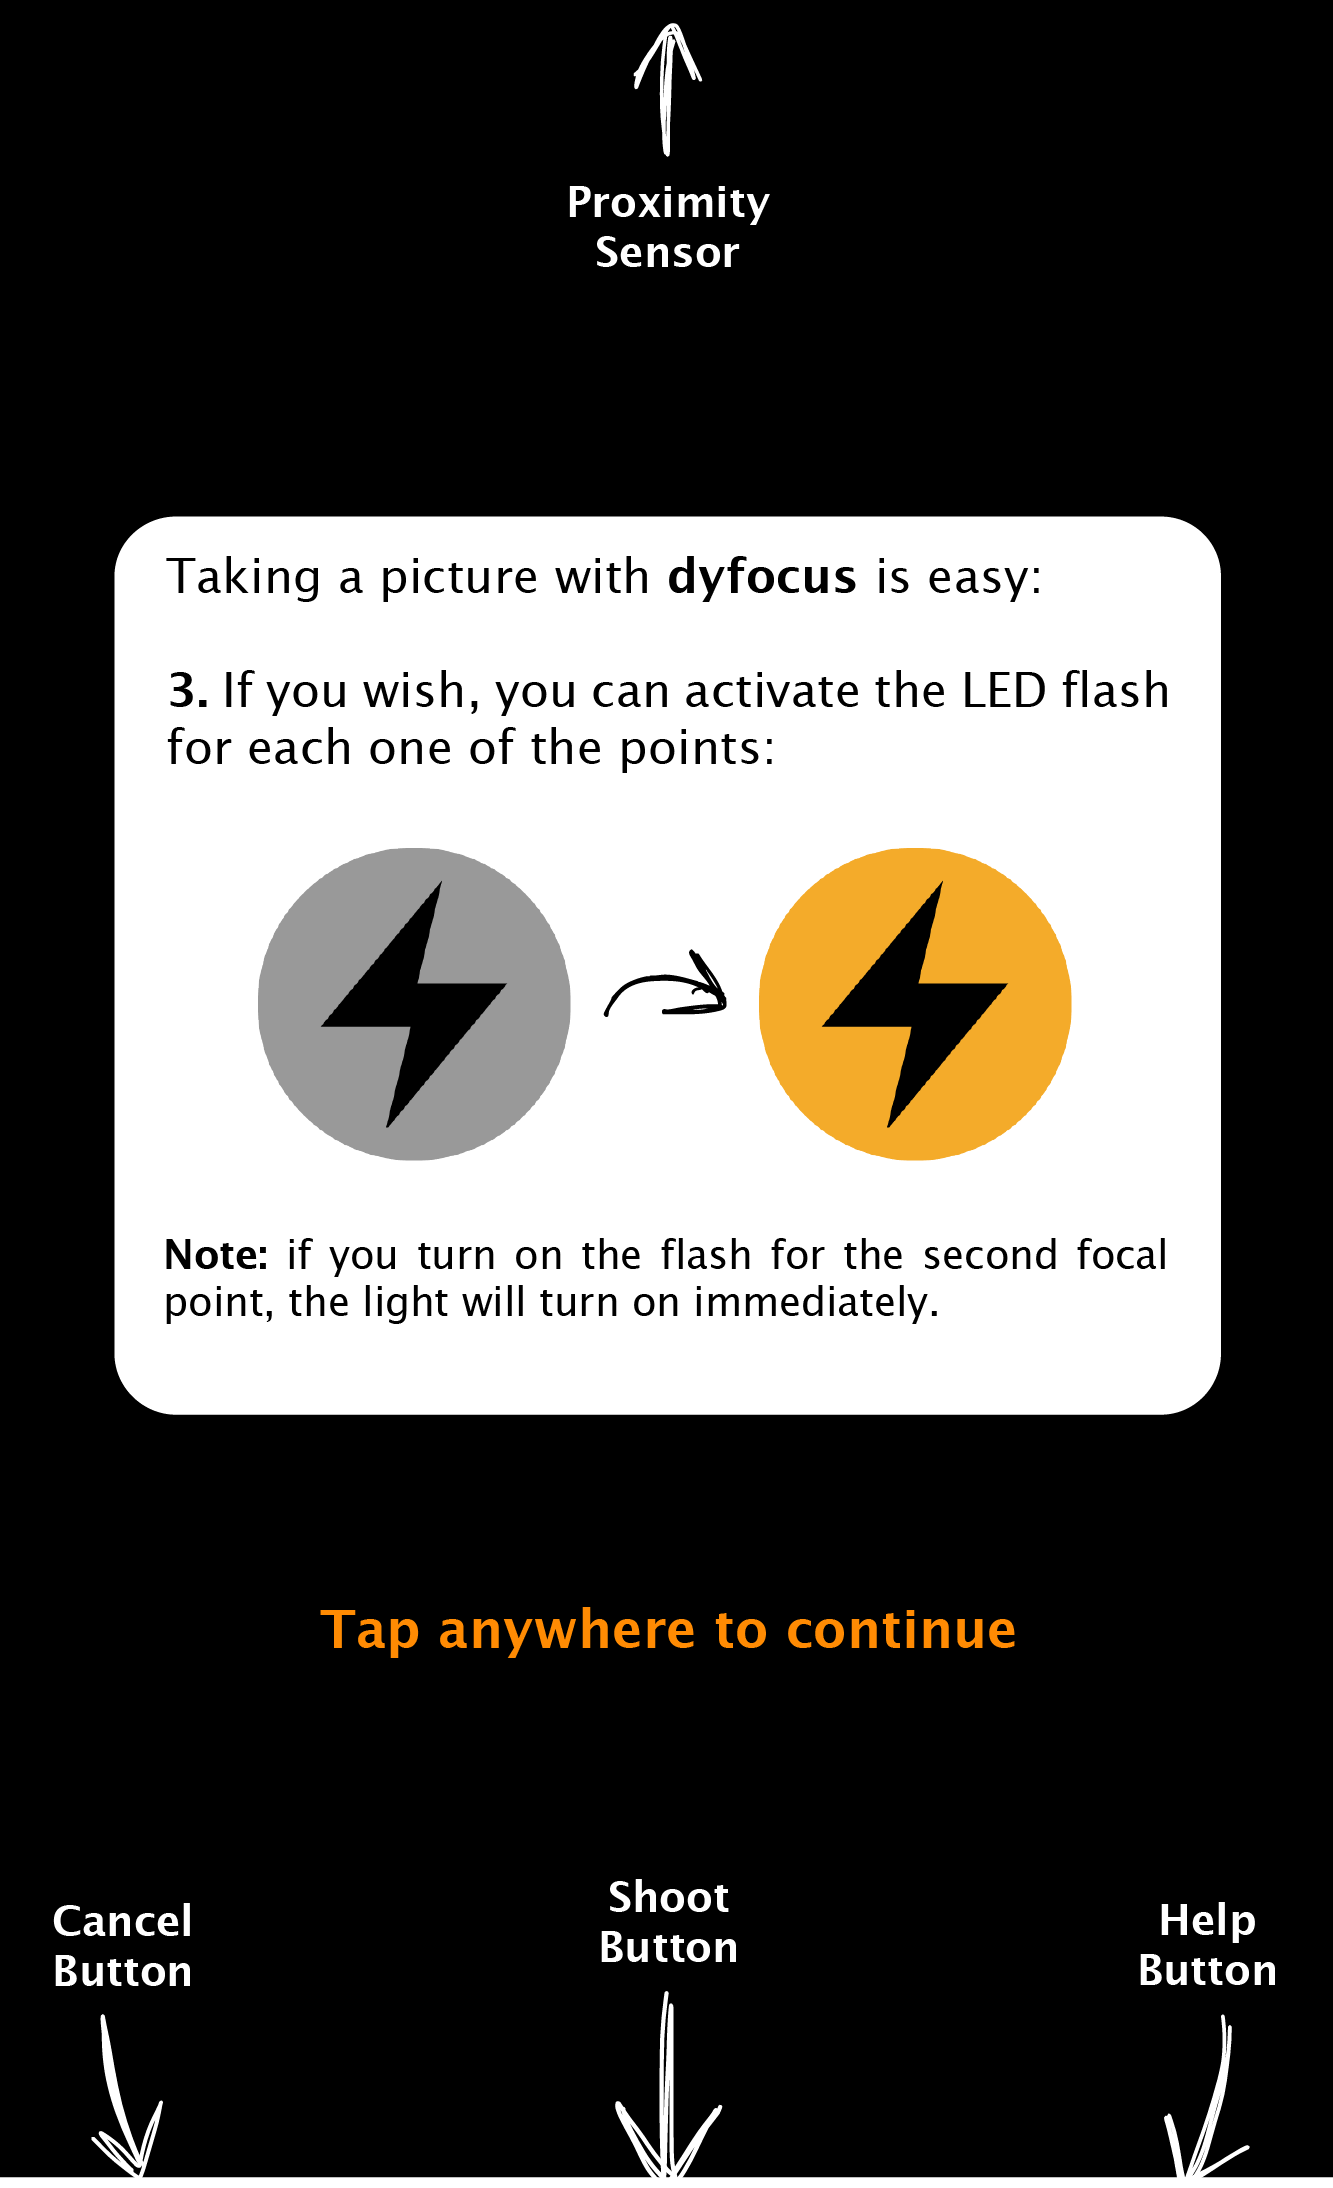 Proximity
Sensor
Taking a picture with dyfocus is easy:
3. If you wish, you can activate the LED flash
for each one of the points:
Note: if you turn on the flash for the second focal
point, the light will turn on immediately.
Tap anywhere to continue
Cancel
Button
Shoot
Button
Help
Button